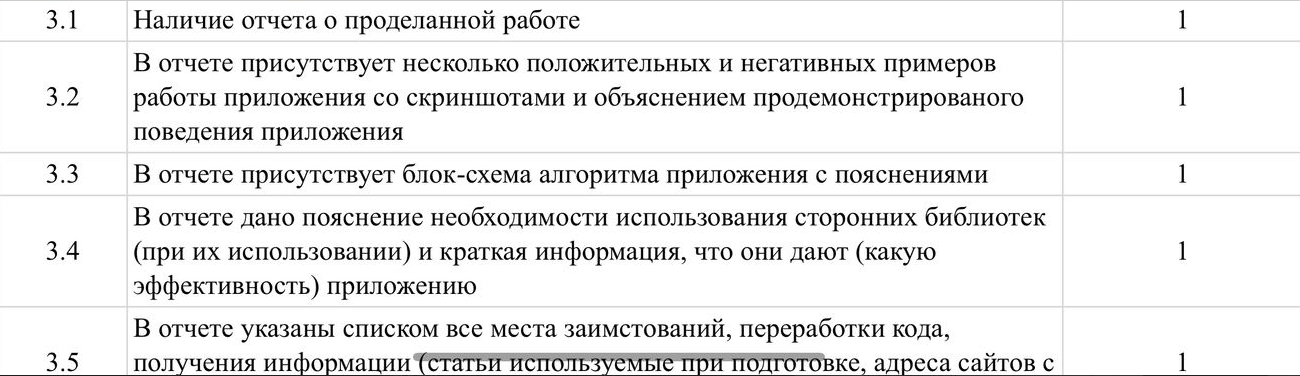 3.1 Наличие отчета о проделанной работе 1
В отчете присутствует несколько положительных и негативных примеров
3.2 работы приложения со скриншотами и объяснением продемонстрированого 1
поведения приложения
3.3 В отчете присутствует блок-схема алгоритма приложения с пояснениями 1
В отчете дано пояснение необходимости использования сторонних библиотек
3.4 (при их использовании) и краткая информация, что они дают (какую 1
эффективность) приложению
В отчете указаны списком все места заимстований, переработки кода,
3.5 получения информации (статьи используемые при подготовке, адреса сайтов с 1